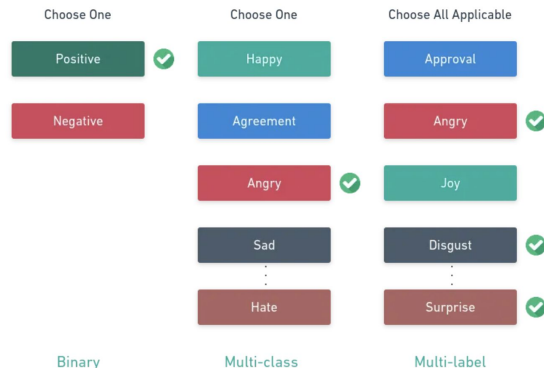 Choose One
Positive
Negative
Binary
Choose One
Happy
Agreement
Angry
Sad
Hate
Multi-class
Choose All Applicable
Approval
Angry
Joy
Disgust
Surprise
Multi-label